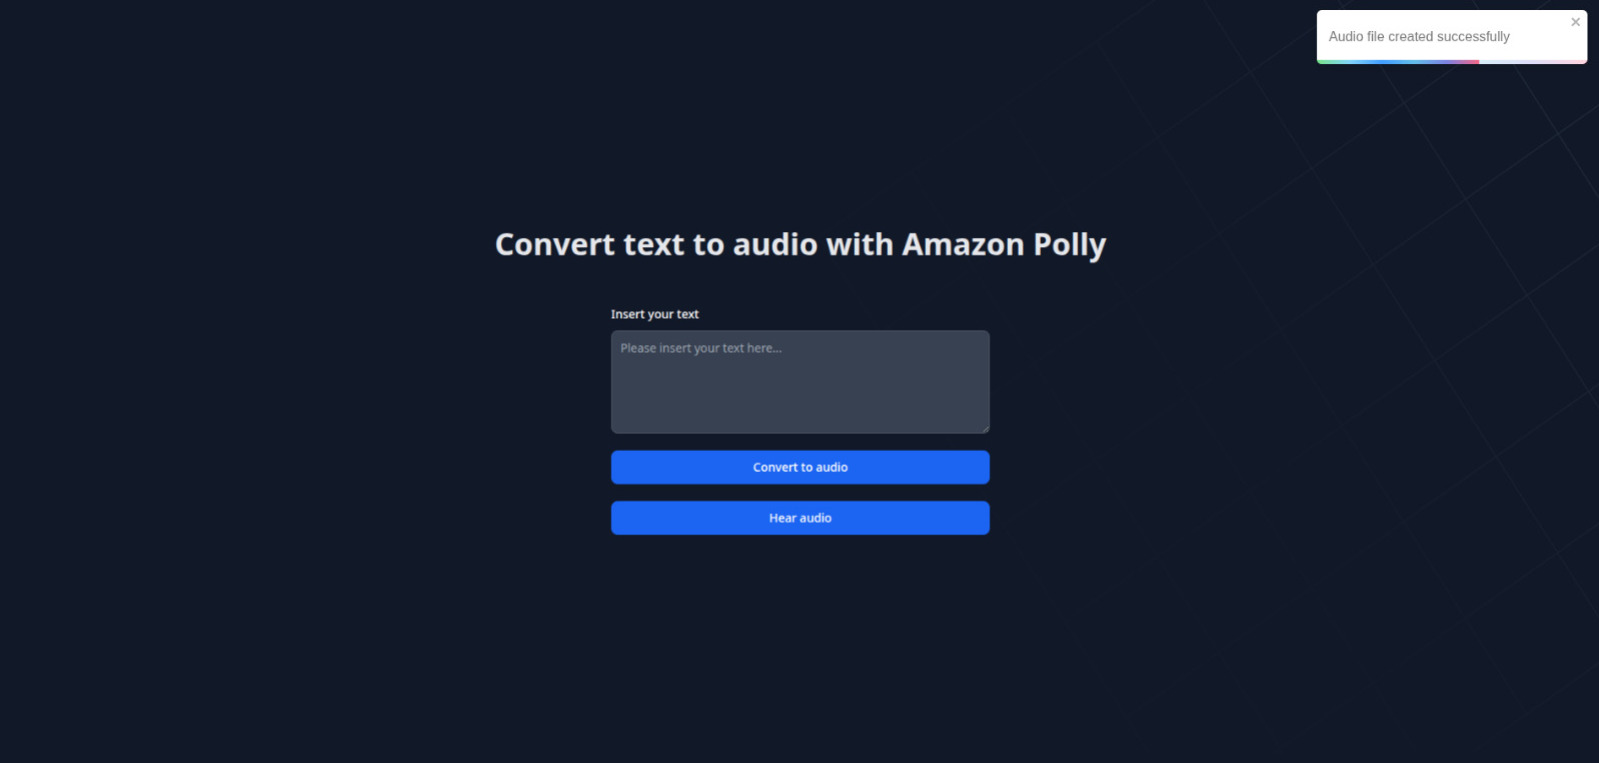 Audio file created successfully
Convert text to audio with Amazon Polly
Insert your text
Please insert your text here...
Convert to audio
Hear audio